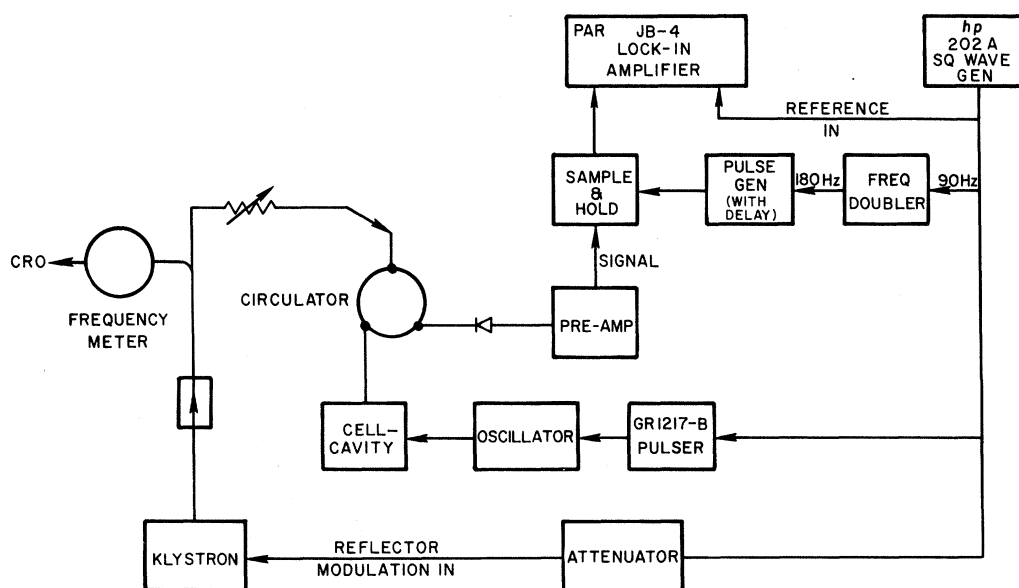 PAR JB-4
LOCK-IN
AMPLIFIER
hp
202A
SQ WAVE
GEN
REFERENCE
IN
SAMPLE
&
HOLD
PULSE
GEN
(WITH
DELAY)
180Hz
FREQ
DOUBLER
90Hz
CRO
FREQUENCY
METER
CIRCULATOR
SIGNAL
PRE-AMP
CELL-
CAVITY
OSCILLATOR
GR1217-B
PULSER
KLYSTRON
REFLECTOR
MODULATION IN
ATTENUATOR